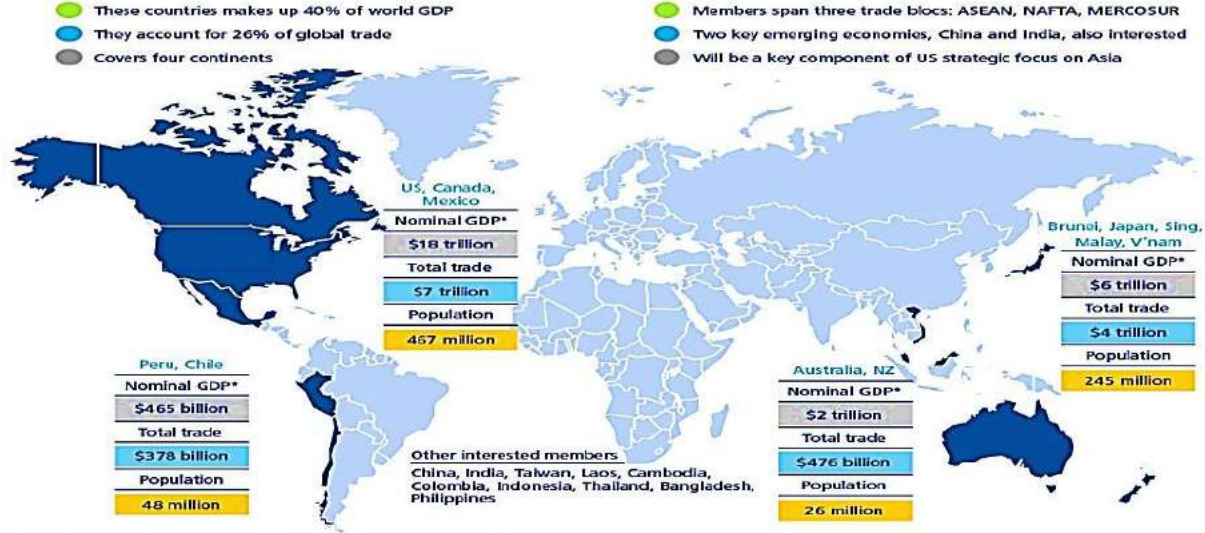 These countries makes up 40% of world GDP
They account for 26% of global trade
Covers four continents
Members span three trade blocs: ASEAN, NAFTA, MERCOSUR
Two key emerging economies, China and India, also interested
Will be a key component of US strategic focus on Asia
US, Canada,
Mexico
Nominal GDP*
$18 trillion
Total trade
$7 trillion
Population
467 million
Brunei, Japan, Sing,
Malay, V'nam
Nominal GDP*
$6 trillion
Total trade
$4 trillion
Population
245 million
Peru, Chile
Nominal GDP*
$465 billion
Total trade
$378 billion
Population
48 million
Other interested members
China, India, Taiwan, Laos, Cambodia,
Colombia, Indonesia, Thailand, Bangladesh,
Philippines
Australia, NZ
Nominal GDP*
$2 trillion
Total trade
$476 billion
Population
26 million